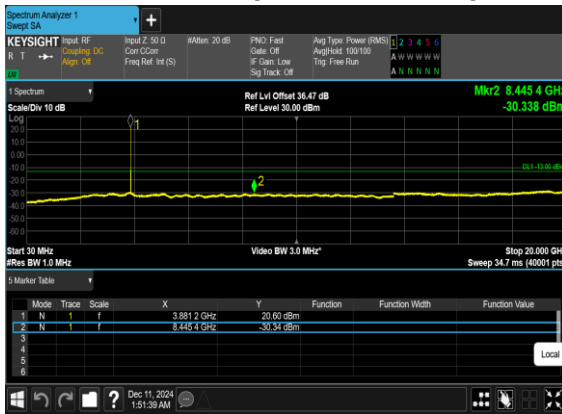 Spectrum Analyzer 1
Swept SA
+
KEYSIGHT Input: RF Input Z: 50 Ω #Atten: 20 dB PNO: Fast Avg Type: Power (RMS) 1 2 3 4 5 6
R T Coupling: DC Corr CCorr Gate: Off Avg|Hold: 100/100 A W W W W W
Align: Off Freq Ref: Int (S) IF Gain: Low Trig: Free Run
Sig Track: Off A N N N N N
1 Spectrum Ref Lvl Offset 36.47 dB Mkr2 8.445 4 GHz
Scale/Div 10 dB Ref Level 30.00 dBm -30.338 dBm
Log
20.0
10.0
0.00
-10.0
-20.0
-30.0
-40.0
-50.0
-60.0
1
2
DL1 -13.00 dB
Start 30 MHz Video BW 3.0 MHz* Stop 20.000 GH
#Res BW 1.0 MHz Sweep 34.7 ms (40001 pts
5 Marker Table
Mode Trace Scale X Y Function Function Width Function Value
1 N 1 f 3.881 2 GHz 20.60 dBm
2 N 1 f 8.445 4 GHz -30.34 dBm
3
4
5
6
Local
? Dec 11, 2024
1:51:39 AM